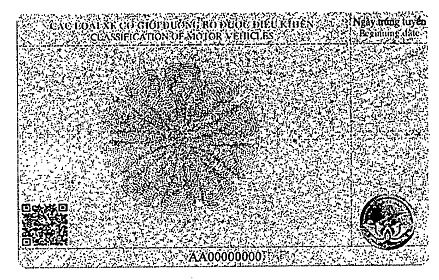 CÁC LOẠI XE CƠ GIỚI ĐƯỜNG BỘ ĐƯỢC ĐIỀU KHIỂN
CLASSIFICATION OF MOTOR VEHICLES
Ngày trúng tuyển
Beginning date
AA00000007